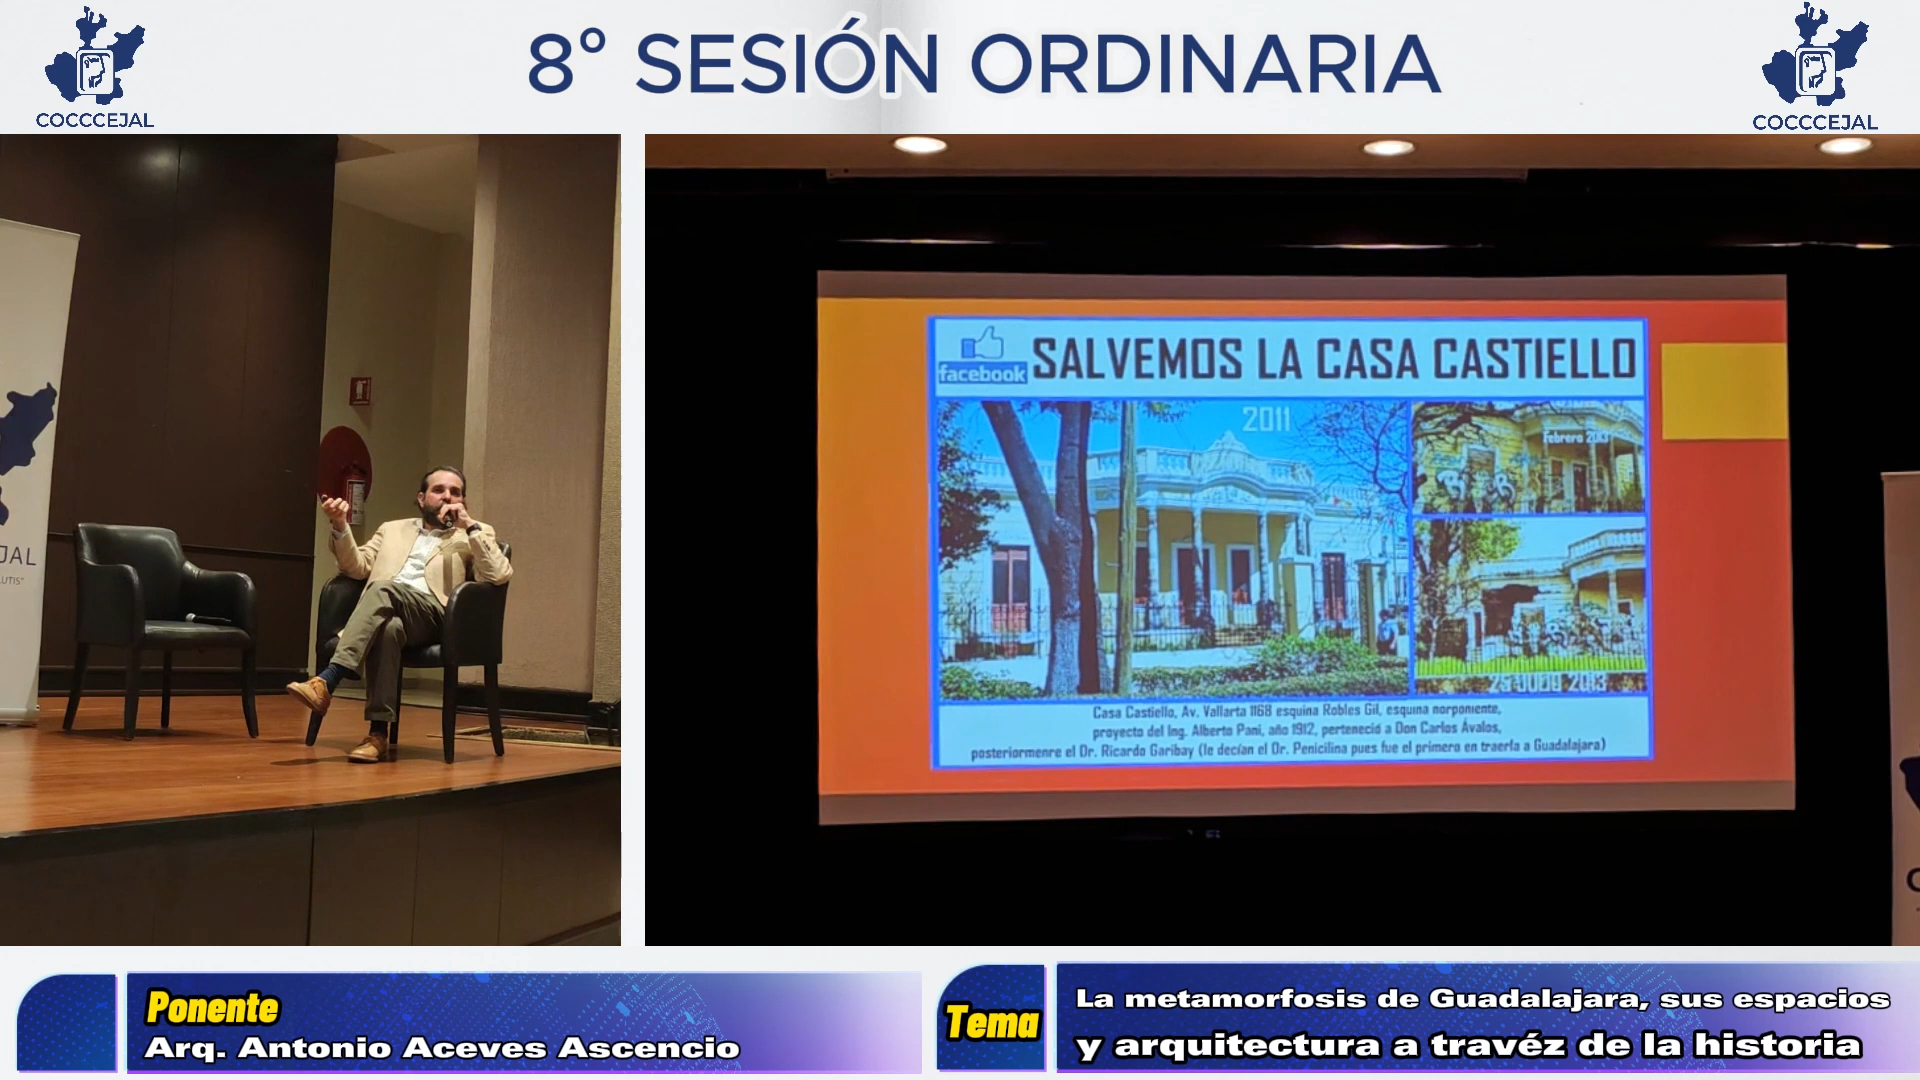 COCCCEJAL
8° SESIÓN ORDINARIA
COCCCEJAL
JAL
facebook
SALVEMOS LA CASA CASTIELLO
2011
Febrero 2013
25 JULIO 2013
Casa Castiello, Av. Vallarta 1168 esquina Robles Gil, esquina norponiente,
proyecto del Ing. Alberto Pani, año 1912, perteneció a Don Carlos Ávalos,
posteriormenre el Dr. Ricardo Garibay (le decían el Dr. Penicilina pues fue el primero en traerla a Guadalajara)
Ponente
Arq. Antonio Aceves Ascencio
Tema
La metamorfosis de Guadalajara, sus espacios
y arquitectura a travéz de la historia